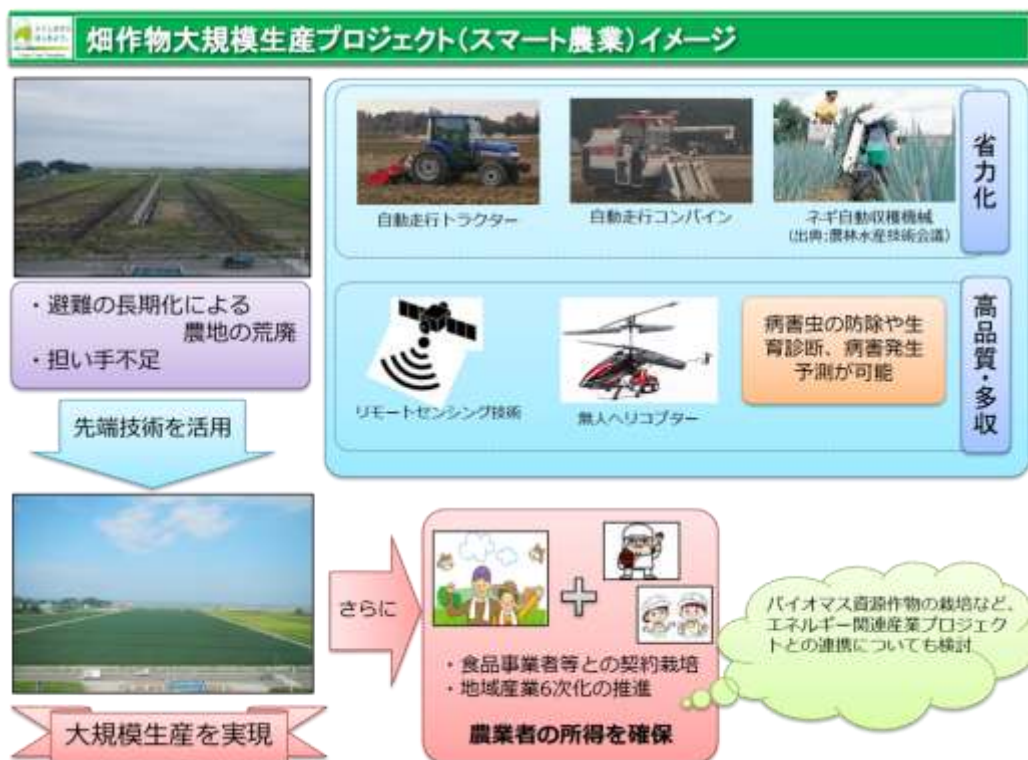 畑作物大規模生産プロジェクト(スマート農業)イメージ
・避難の長期化による
農地の荒廃
・担い手不足
先端技術を活用
大規模生産を実現
自動走行トラクター
自動走行コンバイン
ネギ自動収穫機械
(出典:農林水産技術会議)
省力化
リモートセンシング技術
無人ヘリコプター
病害虫の防除や生
育診断、病害発生
予測が可能
高品質・多収
さらに
・食品事業者等との契約栽培
・地域産業6次化の推進
農業者の所得を確保
バイオマス資源作物の栽培など、
エネルギー関連産業プロジェク
トとの連携についても検討